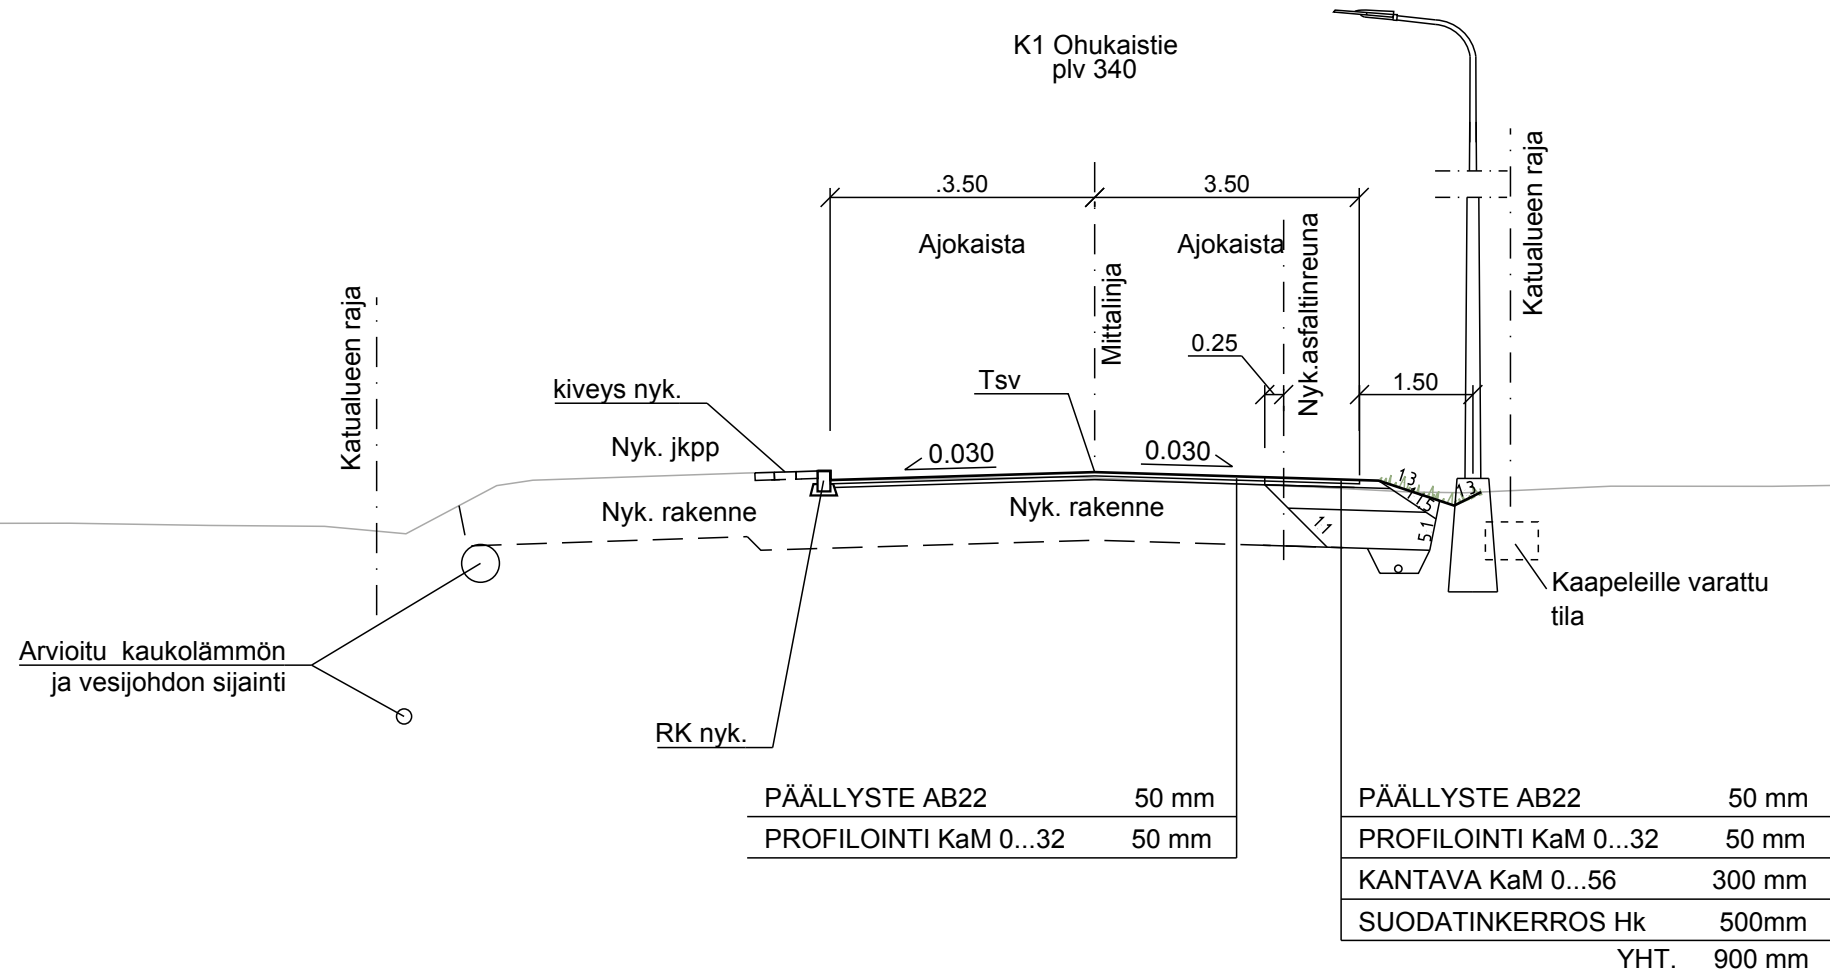 K1 Ohukaistie
plv 340
.3.50
3.50
Ajokaista
Ajokaista
Katualueen raja
Mittalinja
Nyk.asfaltinreuna
Katualueen raja
0.25
1.50
kiveys nyk.
Tsv
Nyk. jkpp
0.030
0.030
1:3
1:3
1:1.5
Nyk. rakenne
Nyk. rakenne
1:1
5:1
Kaapeleille varattu
tila
Arvioitu kaukolämmön
ja vesijohdon sijainti
RK nyk.
PÄÄLLYSTE AB22 50 mm
PROFILOINTI KaM 0...32 50 mm
PÄÄLLYSTE AB22 50 mm
PROFILOINTI KaM 0...32 50 mm
KANTAVA KaM 0...56 300 mm
SUODATINKERROS Hk 500mm
YHT. 900 mm